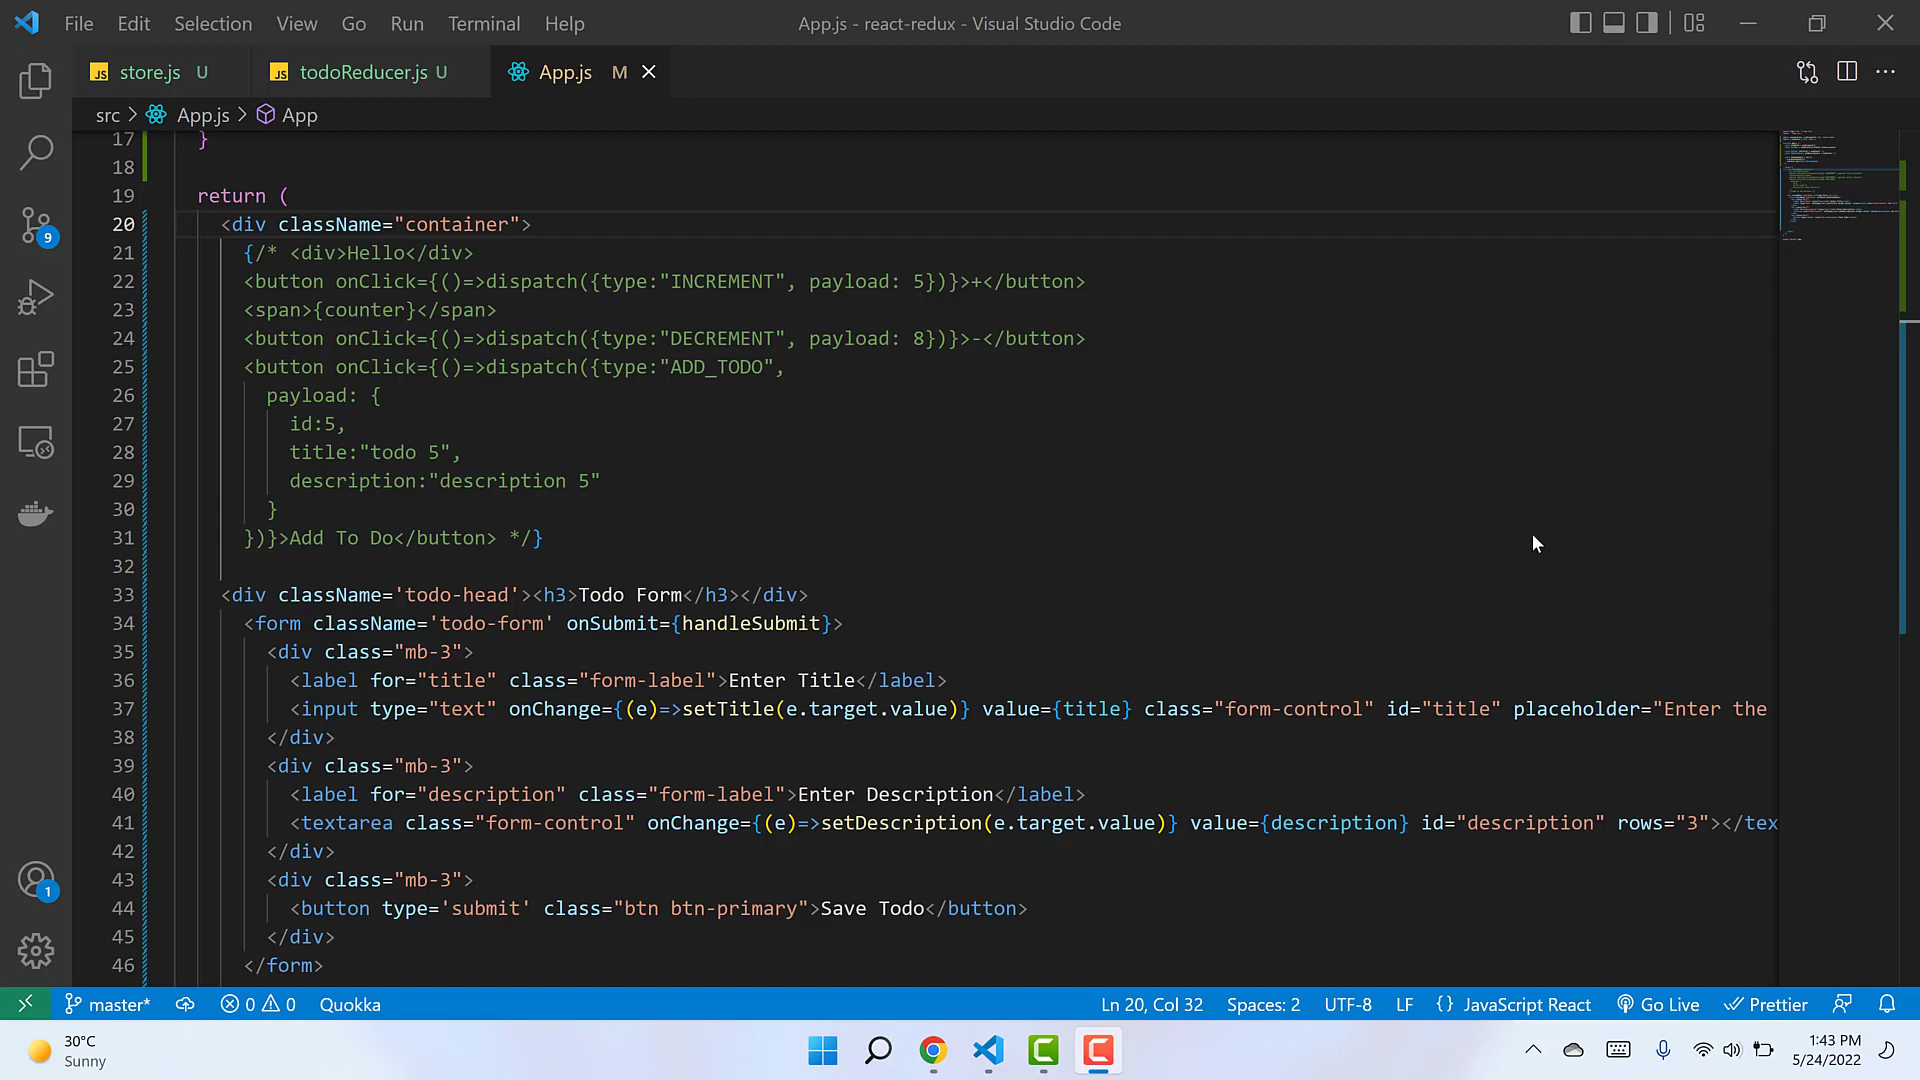 File Edit Selection View Go Run Terminal Help App.js - react-redux - Visual Studio Code
JS store.js U JS todoReducer.js U App.js M
src > App.js > App
17 }
18
19 return (
20 <div className="container">
21 {/* <div>Hello</div>
22 <button onClick={()=>dispatch({type:"INCREMENT", payload: 5})}>+</button>
23 <span>{counter}</span>
24 <button onClick={()=>dispatch({type:"DECREMENT", payload: 8})}>-</button>
25 <button onClick={()=>dispatch({type:"ADD_TODO",
26 payload: {
27 id:5,
28 title:"todo 5",
29 description:"description 5"
30 }
31 })}>Add To Do</button> */}
32
33 <div className='todo-head'><h3>Todo Form</h3></div>
34 <form className='todo-form' onSubmit={handleSubmit}>
35 <div class="mb-3">
36 <label for="title" class="form-label">Enter Title</label>
37 <input type="text" onChange={(e)=>setTitle(e.target.value)} value={title} class="form-control" id="title" placeholder="Enter the
38 </div>
39 <div class="mb-3">
40 <label for="description" class="form-label">Enter Description</label>
41 <textarea class="form-control" onChange={(e)=>setDescription(e.target.value)} value={description} id="description" rows="3"></tex
42 </div>
43 <div class="mb-3">
44 <button type='submit' class="btn btn-primary">Save Todo</button>
45 </div>
46 </form>
9
1
master* 0 0 Quokka Ln 20, Col 32 Spaces: 2 UTF-8 LF {} JavaScript React Go Live Prettier
30°C
Sunny
1:43 PM
5/24/2022